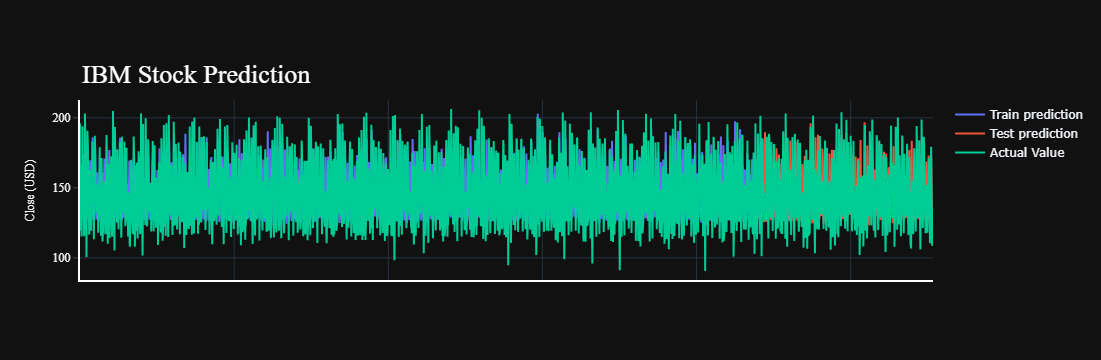 IBM Stock Prediction
200
150
100
Close (USD)
Train prediction
Test prediction
Actual Value